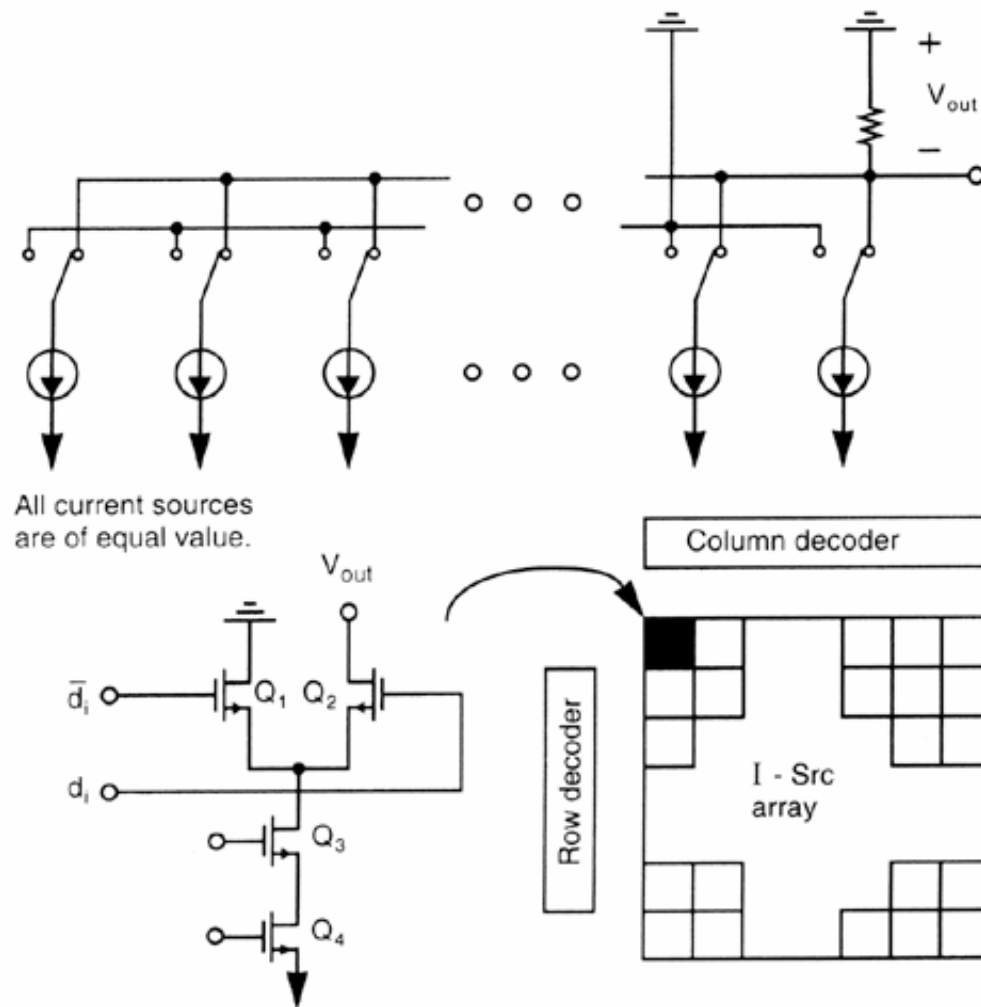 +
V_out
−
All current sources
are of equal value.
Column decoder
V_out
d̅_i
Q_1
Q_2
d_i
Q_3
Q_4
Row decoder
I - Src
array